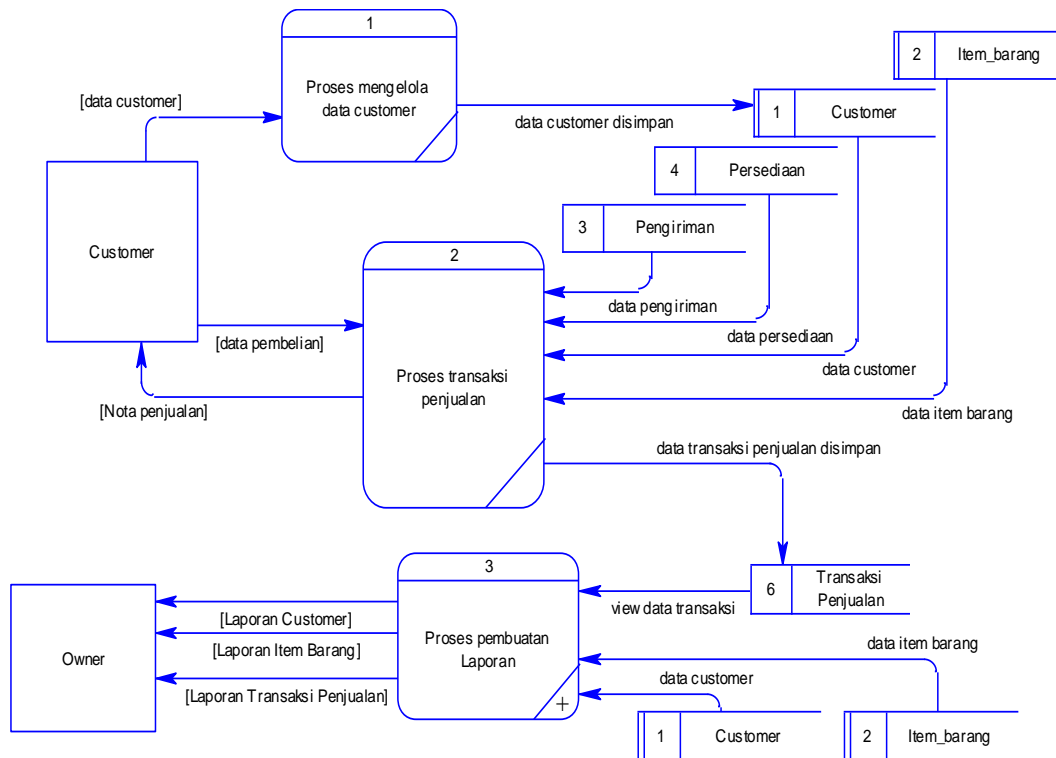 1
Proses mengelola
data customer
[data customer]
data customer disimpan
2
Item_barang
1
Customer
4
Persediaan
3
Pengiriman
Customer
2
Proses transaksi
penjualan
data pengiriman
data persediaan
data customer
data item barang
[data pembelian]
[Nota penjualan]
data transaksi penjualan disimpan
6
Transaksi
Penjualan
view data transaksi
3
Proses pembuatan
Laporan
+
Owner
[Laporan Customer]
[Laporan Item Barang]
[Laporan Transaksi Penjualan]
data item barang
data customer
1
Customer
2
Item_barang